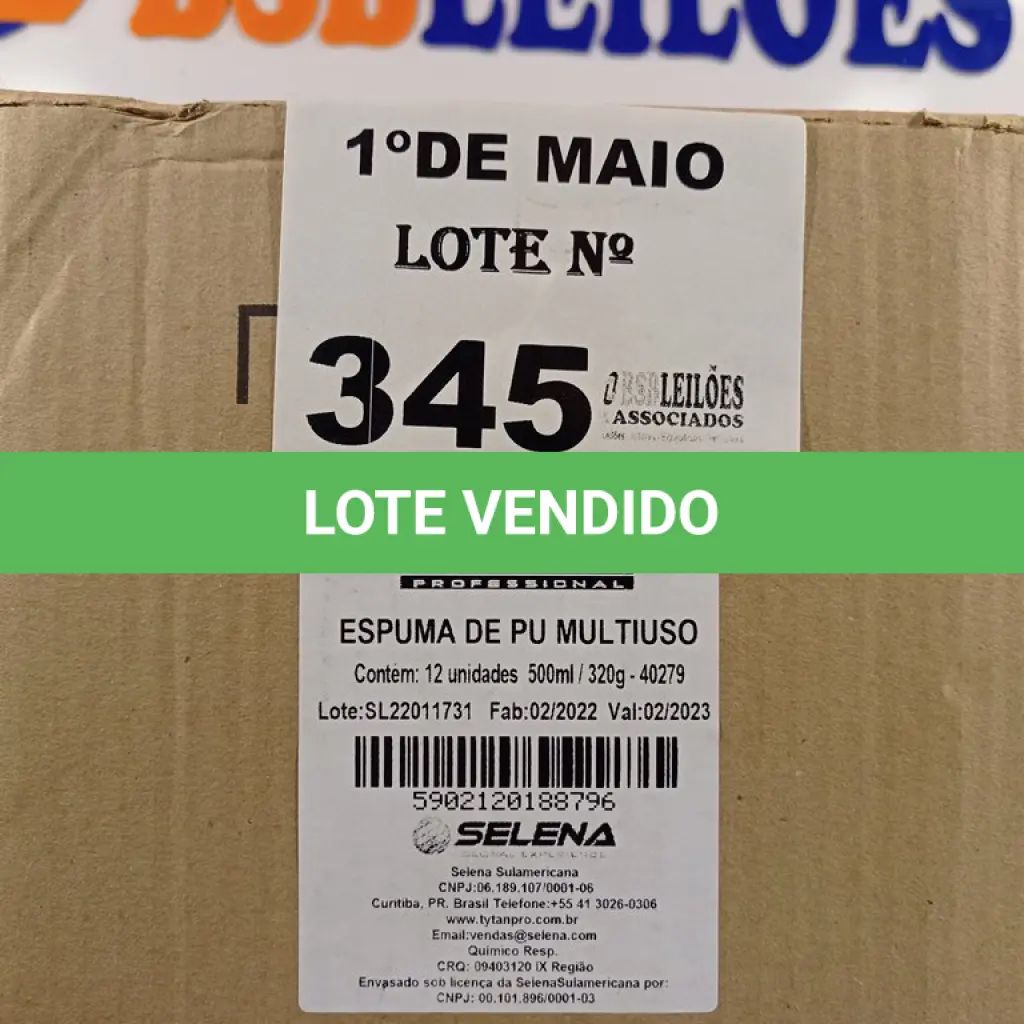 BSBLEILÕES
1ºDE MAIO
LOTE Nº
345
BSBLEILÕES
& ASSOCIADOS
LOTE VENDIDO
PROFESSIONAL
ESPUMA DE PU MULTIUSO
Contém: 12 unidades 500ml / 320g - 40279
Lote:SL22011731 Fab:02/2022 Val:02/2023
5902120188796
SELENA
Selena Sulamericana
CNPJ:06.189.107/0001-06
Curitiba, PR. Brasil Telefone:+55 41 3026-0306
www.tytanpro.com.br
Email:vendas@selena.com
Químico Resp.
CRQ: 09403120 IX Região
Envasado sob licença da SelenaSulamericana por:
CNPJ: 00.101.896/0001-03